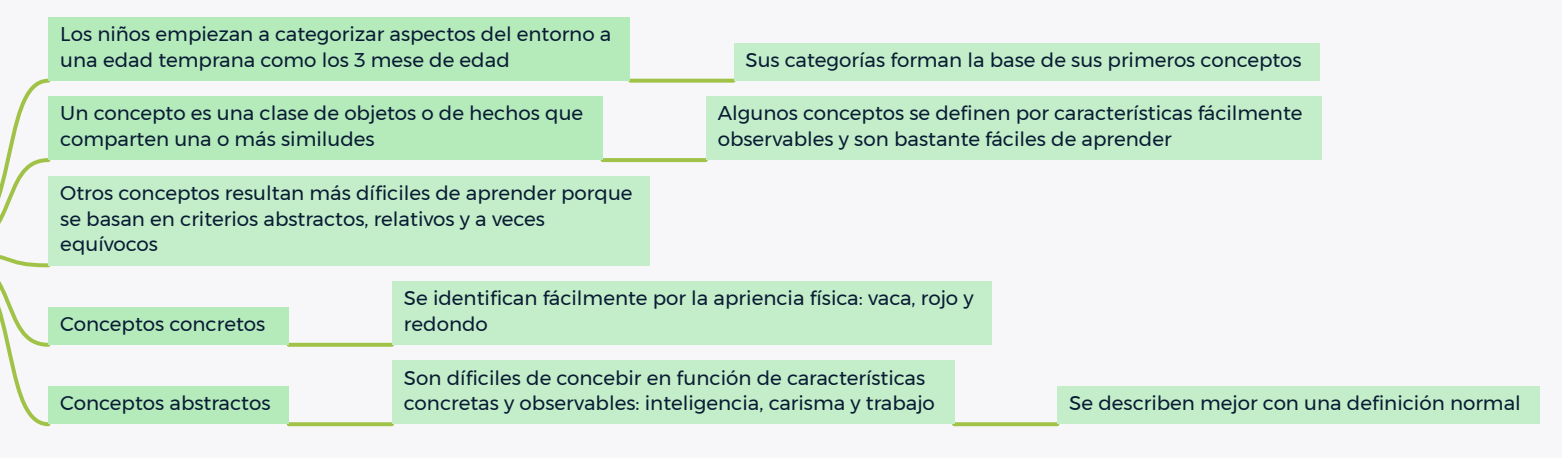 Los niños empiezan a categorizar aspectos del entorno a
una edad temprana como los 3 mese de edad
Sus categorías forman la base de sus primeros conceptos
Un concepto es una clase de objetos o de hechos que
comparten una o más similudes
Algunos conceptos se definen por características fácilmente
observables y son bastante fáciles de aprender
Otros conceptos resultan más díficiles de aprender porque
se basan en criterios abstractos, relativos y a veces
equívocos
Conceptos concretos
Se identifican fácilmente por la apriencia física: vaca, rojo y
redondo
Conceptos abstractos
Son díficiles de concebir en función de características
concretas y observables: inteligencia, carisma y trabajo
Se describen mejor con una definición normal